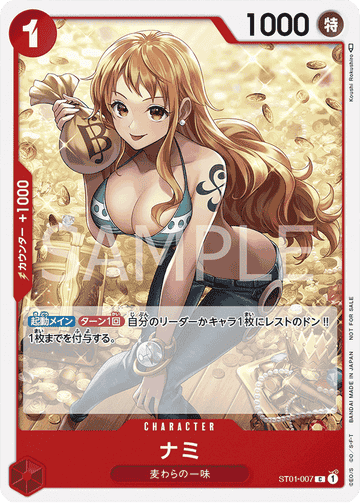 1
1000
特
Koushi Rokushiro
カウンター +1000
B
SAMPLE
起動メイン ターン1回 自分のリーダーかキャラ1枚にレストのドン!!
1枚までを付与する。
CHARACTER
ナミ
麦わらの一味
ST01-007 C 1
©E.O/S ©O./S・F・T BANDAI MADE IN JAPAN NOT FOR SALE